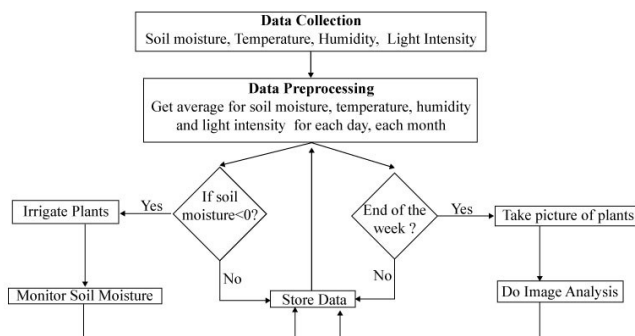 Data Collection
Soil moisture, Temperature, Humidity, Light Intensity
Data Preprocessing
Get average for soil moisture, temperature, humidity
and light intensity for each day, each month
If soil
moisture<0?
Yes
Irrigate Plants
No
Monitor Soil Moisture
End of the
week ?
Yes
Take picture of plants
No
Do Image Analysis
Store Data